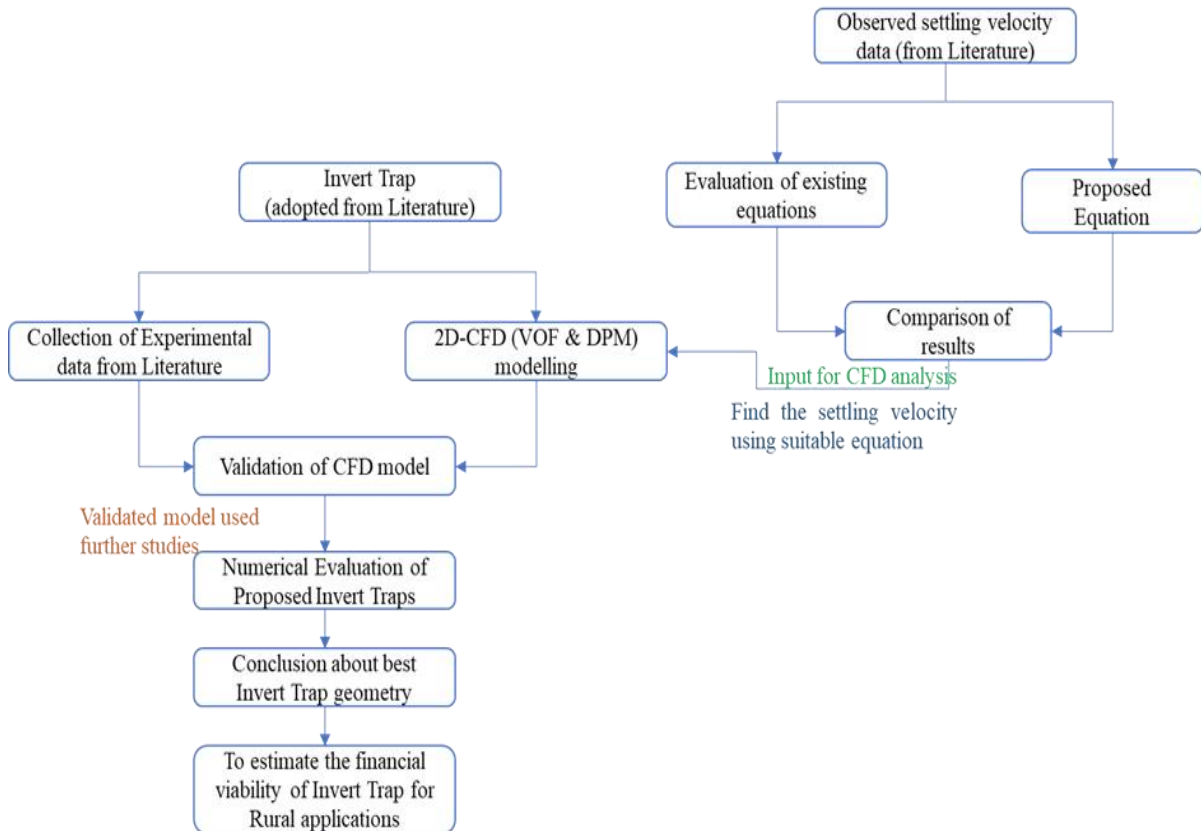 Observed settling velocity
data (from Literature)
Evaluation of existing
equations
Proposed
Equation
Comparison of
results
Input for CFD analysis
Find the settling velocity
using suitable equation
Invert Trap
(adopted from Literature)
Collection of Experimental
data from Literature
2D-CFD (VOF & DPM)
modelling
Validation of CFD model
Validated model used
further studies
Numerical Evaluation of
Proposed Invert Traps
Conclusion about best
Invert Trap geometry
To estimate the financial
viability of Invert Trap for
Rural applications